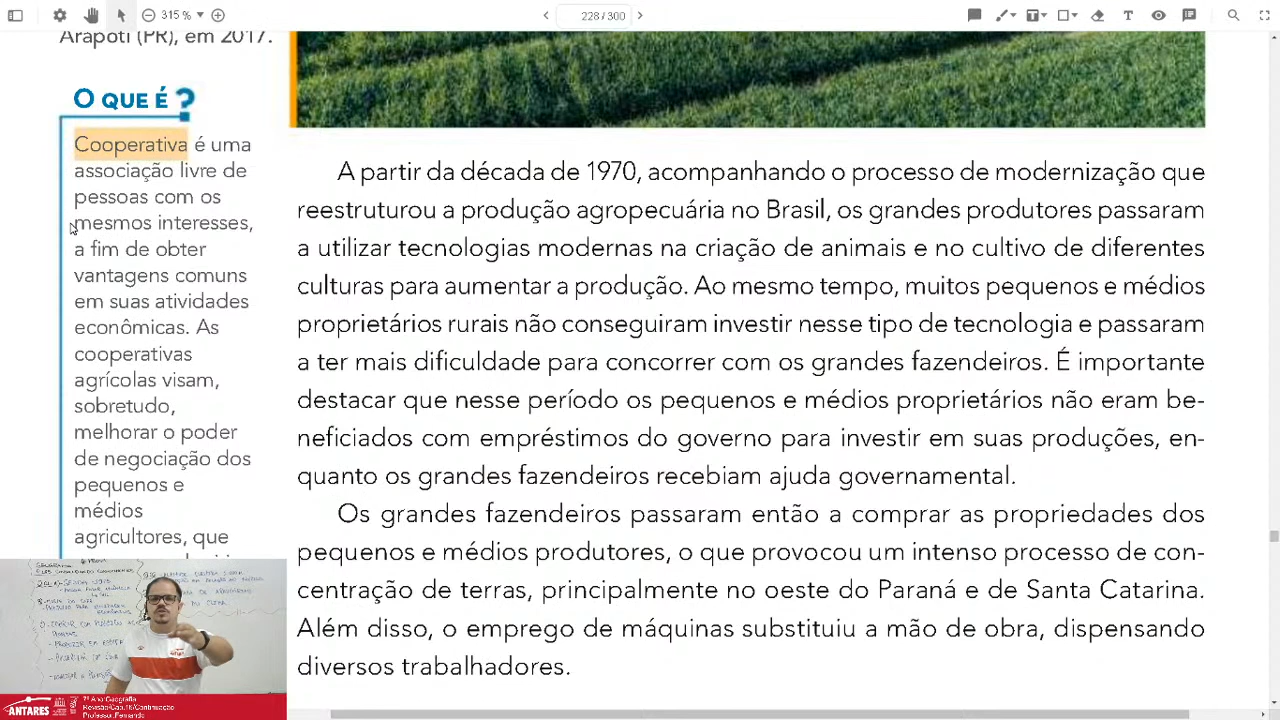 315 %
228 / 300
Arapoti (PR), em 2017.
O QUE É ?
Cooperativa é uma
associação livre de
pessoas com os
mesmos interesses,
a fim de obter
vantagens comuns
em suas atividades
econômicas. As
cooperativas
agrícolas visam,
sobretudo,
melhorar o poder
de negociação dos
pequenos e
médios
agricultores, que
A partir da década de 1970, acompanhando o processo de modernização que
reestruturou a produção agropecuária no Brasil, os grandes produtores passaram
a utilizar tecnologias modernas na criação de animais e no cultivo de diferentes
culturas para aumentar a produção. Ao mesmo tempo, muitos pequenos e médios
proprietários rurais não conseguiram investir nesse tipo de tecnologia e passaram
a ter mais dificuldade para concorrer com os grandes fazendeiros. É importante
destacar que nesse período os pequenos e médios proprietários não eram be-
neficiados com empréstimos do governo para investir em suas produções, en-
quanto os grandes fazendeiros recebiam ajuda governamental.
Os grandes fazendeiros passaram então a comprar as propriedades dos
pequenos e médios produtores, o que provocou um intenso processo de con-
centração de terras, principalmente no oeste do Paraná e de Santa Catarina.
Além disso, o emprego de máquinas substituiu a mão de obra, dispensando
diversos trabalhadores.
ANTARES
7º Ano/Geografia
Revisão/Cap.16/Continuação
Professor:Fernando